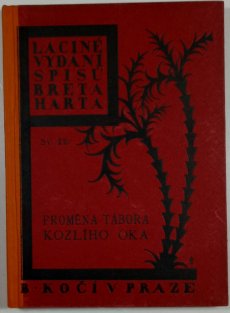 LACINÉ
VYDÁNÍ
SPISŮ
BRETA
HARTA
PROMĚNA TÁBORA
KOZLÍHO OKA
B KOČÍ V PRAZE